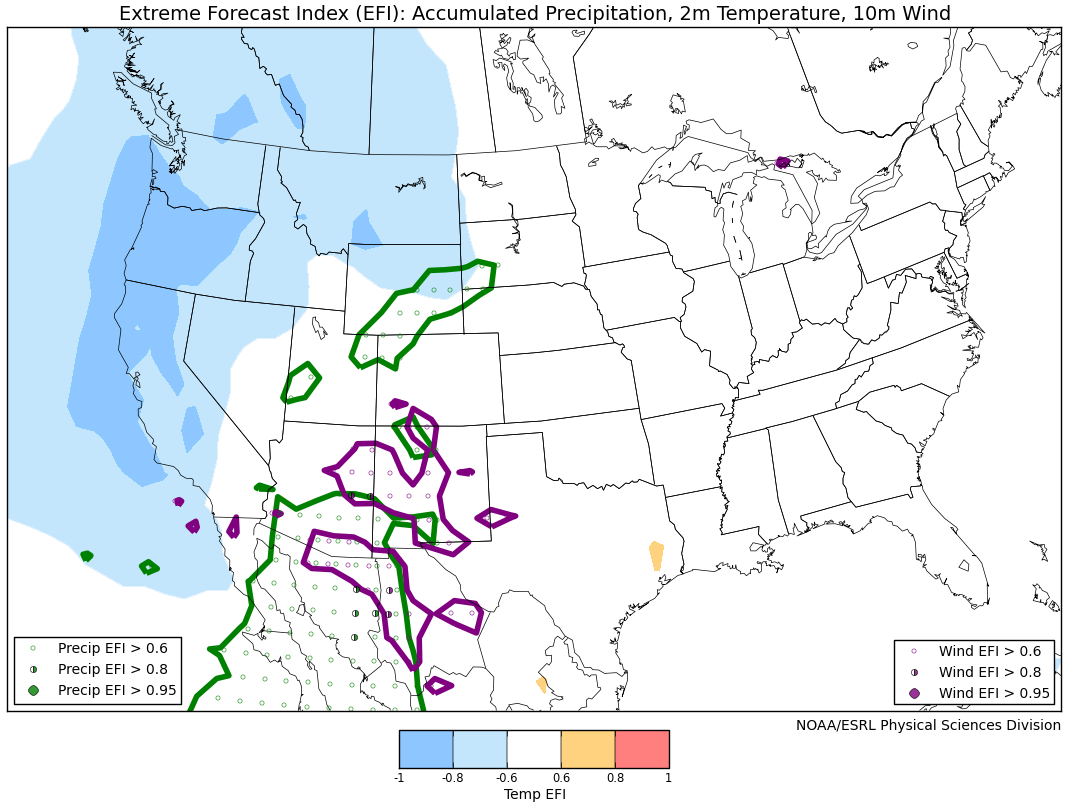 Extreme Forecast Index (EFI): Accumulated Precipitation, 2m Temperature, 10m Wind
Precip EFI > 0.6
Precip EFI > 0.8
Precip EFI > 0.95
Wind EFI > 0.6
Wind EFI > 0.8
Wind EFI > 0.95
NOAA/ESRL Physical Sciences Division
-1 -0.8 -0.6 0.6 0.8 1
Temp EFI